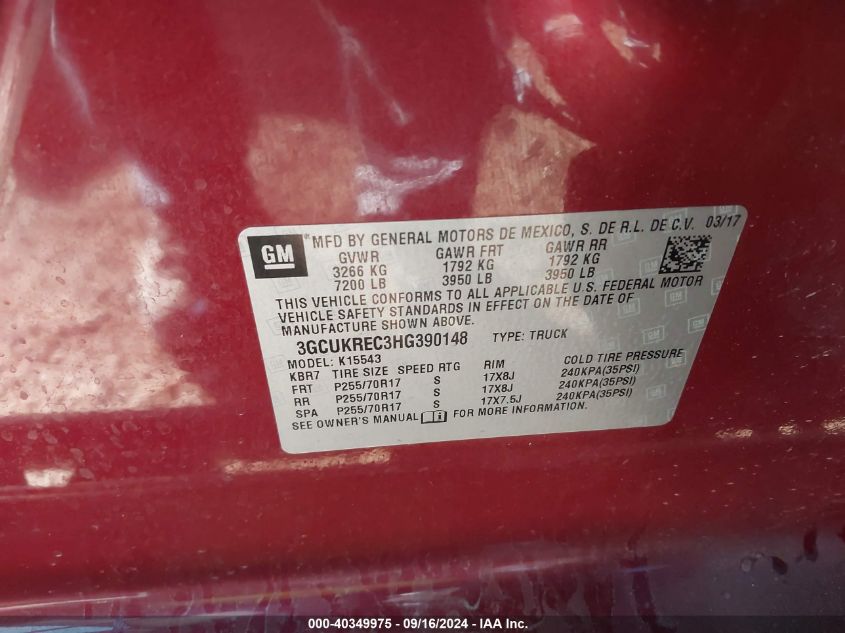 GM
* MFD BY GENERAL MOTORS DE MEXICO, S. DE R.L. DE C.V. 03/17
GVWR GAWR FRT GAWR RR
3266 KG 1792 KG 1792 KG
7200 LB 3950 LB 3950 LB
THIS VEHICLE CONFORMS TO ALL APPLICABLE U.S. FEDERAL MOTOR
VEHICLE SAFETY STANDARDS IN EFFECT ON THE DATE OF
MANUFACTURE SHOWN ABOVE.
3GCUKREC3HG390148 TYPE: TRUCK
MODEL: K15543
KBR7 TIRE SIZE SPEED RTG RIM COLD TIRE PRESSURE
FRT P255/70R17 S 17X8J 240KPA(35PSI)
RR P255/70R17 S 17X8J 240KPA(35PSI)
SPA P255/70R17 S 17X7.5J 240KPA(35PSI)
SEE OWNER'S MANUAL FOR MORE INFORMATION.
000-40349975 - 09/16/2024 - IAA Inc.